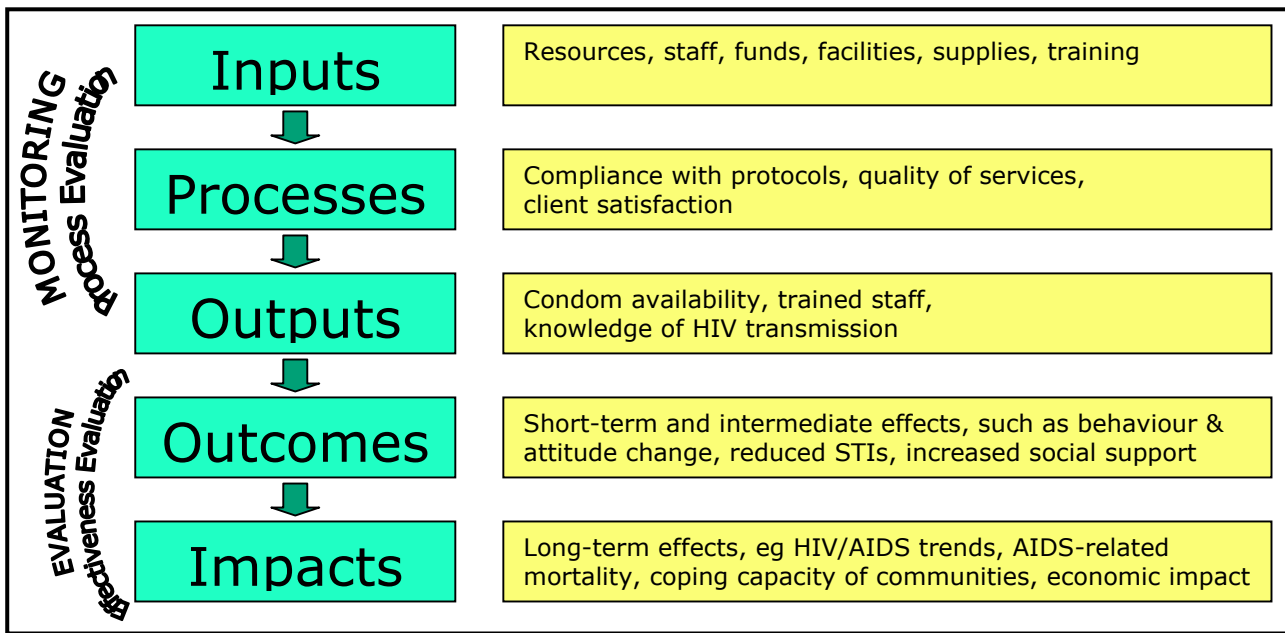 MONITORING
Process Evaluation
Inputs
Resources, staff, funds, facilities, supplies, training
Processes
Compliance with protocols, quality of services,
client satisfaction
Outputs
Condom availability, trained staff,
knowledge of HIV transmission
EVALUATION
Effectiveness Evaluation
Outcomes
Short-term and intermediate effects, such as behaviour &
attitude change, reduced STIs, increased social support
Impacts
Long-term effects, eg HIV/AIDS trends, AIDS-related
mortality, coping capacity of communities, economic impact